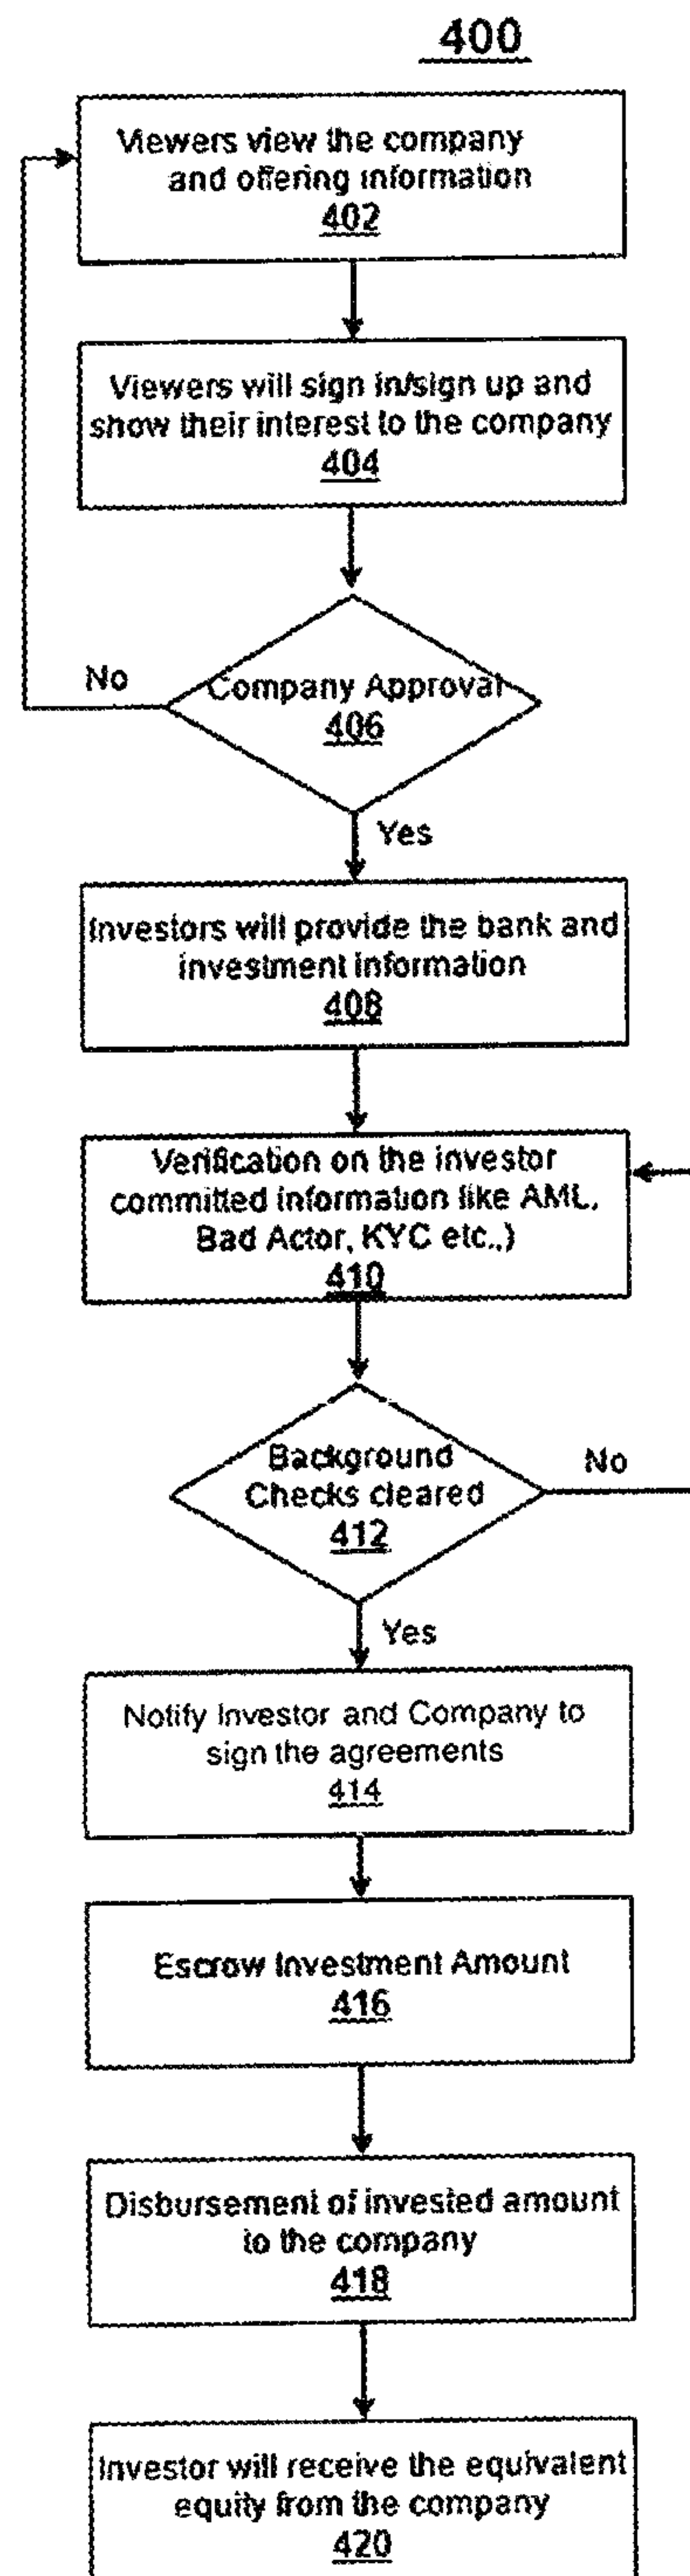 400
Viewers view the company
and offering information
402
Viewers will sign in/sign up and
show their interest to the company
404
No
Company Approval
406
Yes
Investors will provide the bank and
investment information
408
Verification on the investor
committed information like AML,
Bad Actor, KYC etc.,)
410
Background
Checks cleared
412
No
Yes
Notify Investor and Company to
sign the agreements
414
Escrow Investment Amount
416
Disbursement of invested amount
to the company
418
Investor will receive the equivalent
equity from the company
420